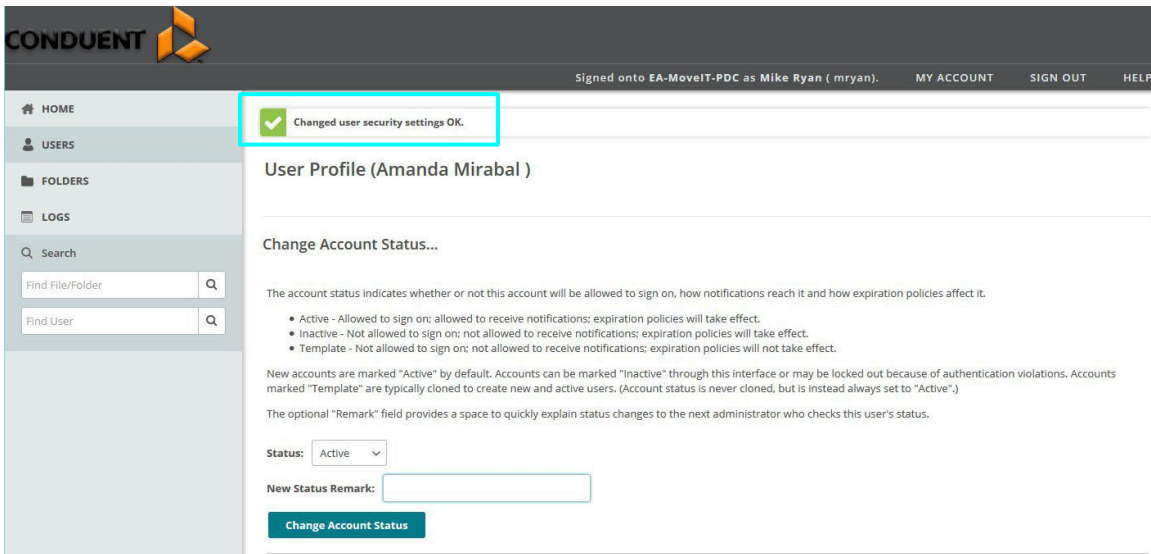 CONDUENT
Signed onto EA-MoveIT-PDC as Mike Ryan ( mryan). MY ACCOUNT SIGN OUT HELP
HOME
USERS
FOLDERS
LOGS
Search
Find File/Folder
Find User
Changed user security settings OK.
User Profile (Amanda Mirabal )
Change Account Status...
The account status indicates whether or not this account will be allowed to sign on, how notifications reach it and how expiration policies affect it.
• Active - Allowed to sign on; allowed to receive notifications; expiration policies will take effect.
• Inactive - Not allowed to sign on; not allowed to receive notifications; expiration policies will take effect.
• Template - Not allowed to sign on; not allowed to receive notifications; expiration policies will not take effect.
New accounts are marked "Active" by default. Accounts can be marked "Inactive" through this interface or may be locked out because of authentication violations. Accounts
marked "Template" are typically cloned to create new and active users. (Account status is never cloned, but is instead always set to "Active".)
The optional "Remark" field provides a space to quickly explain status changes to the next administrator who checks this user's status.
Status: Active
New Status Remark:
Change Account Status